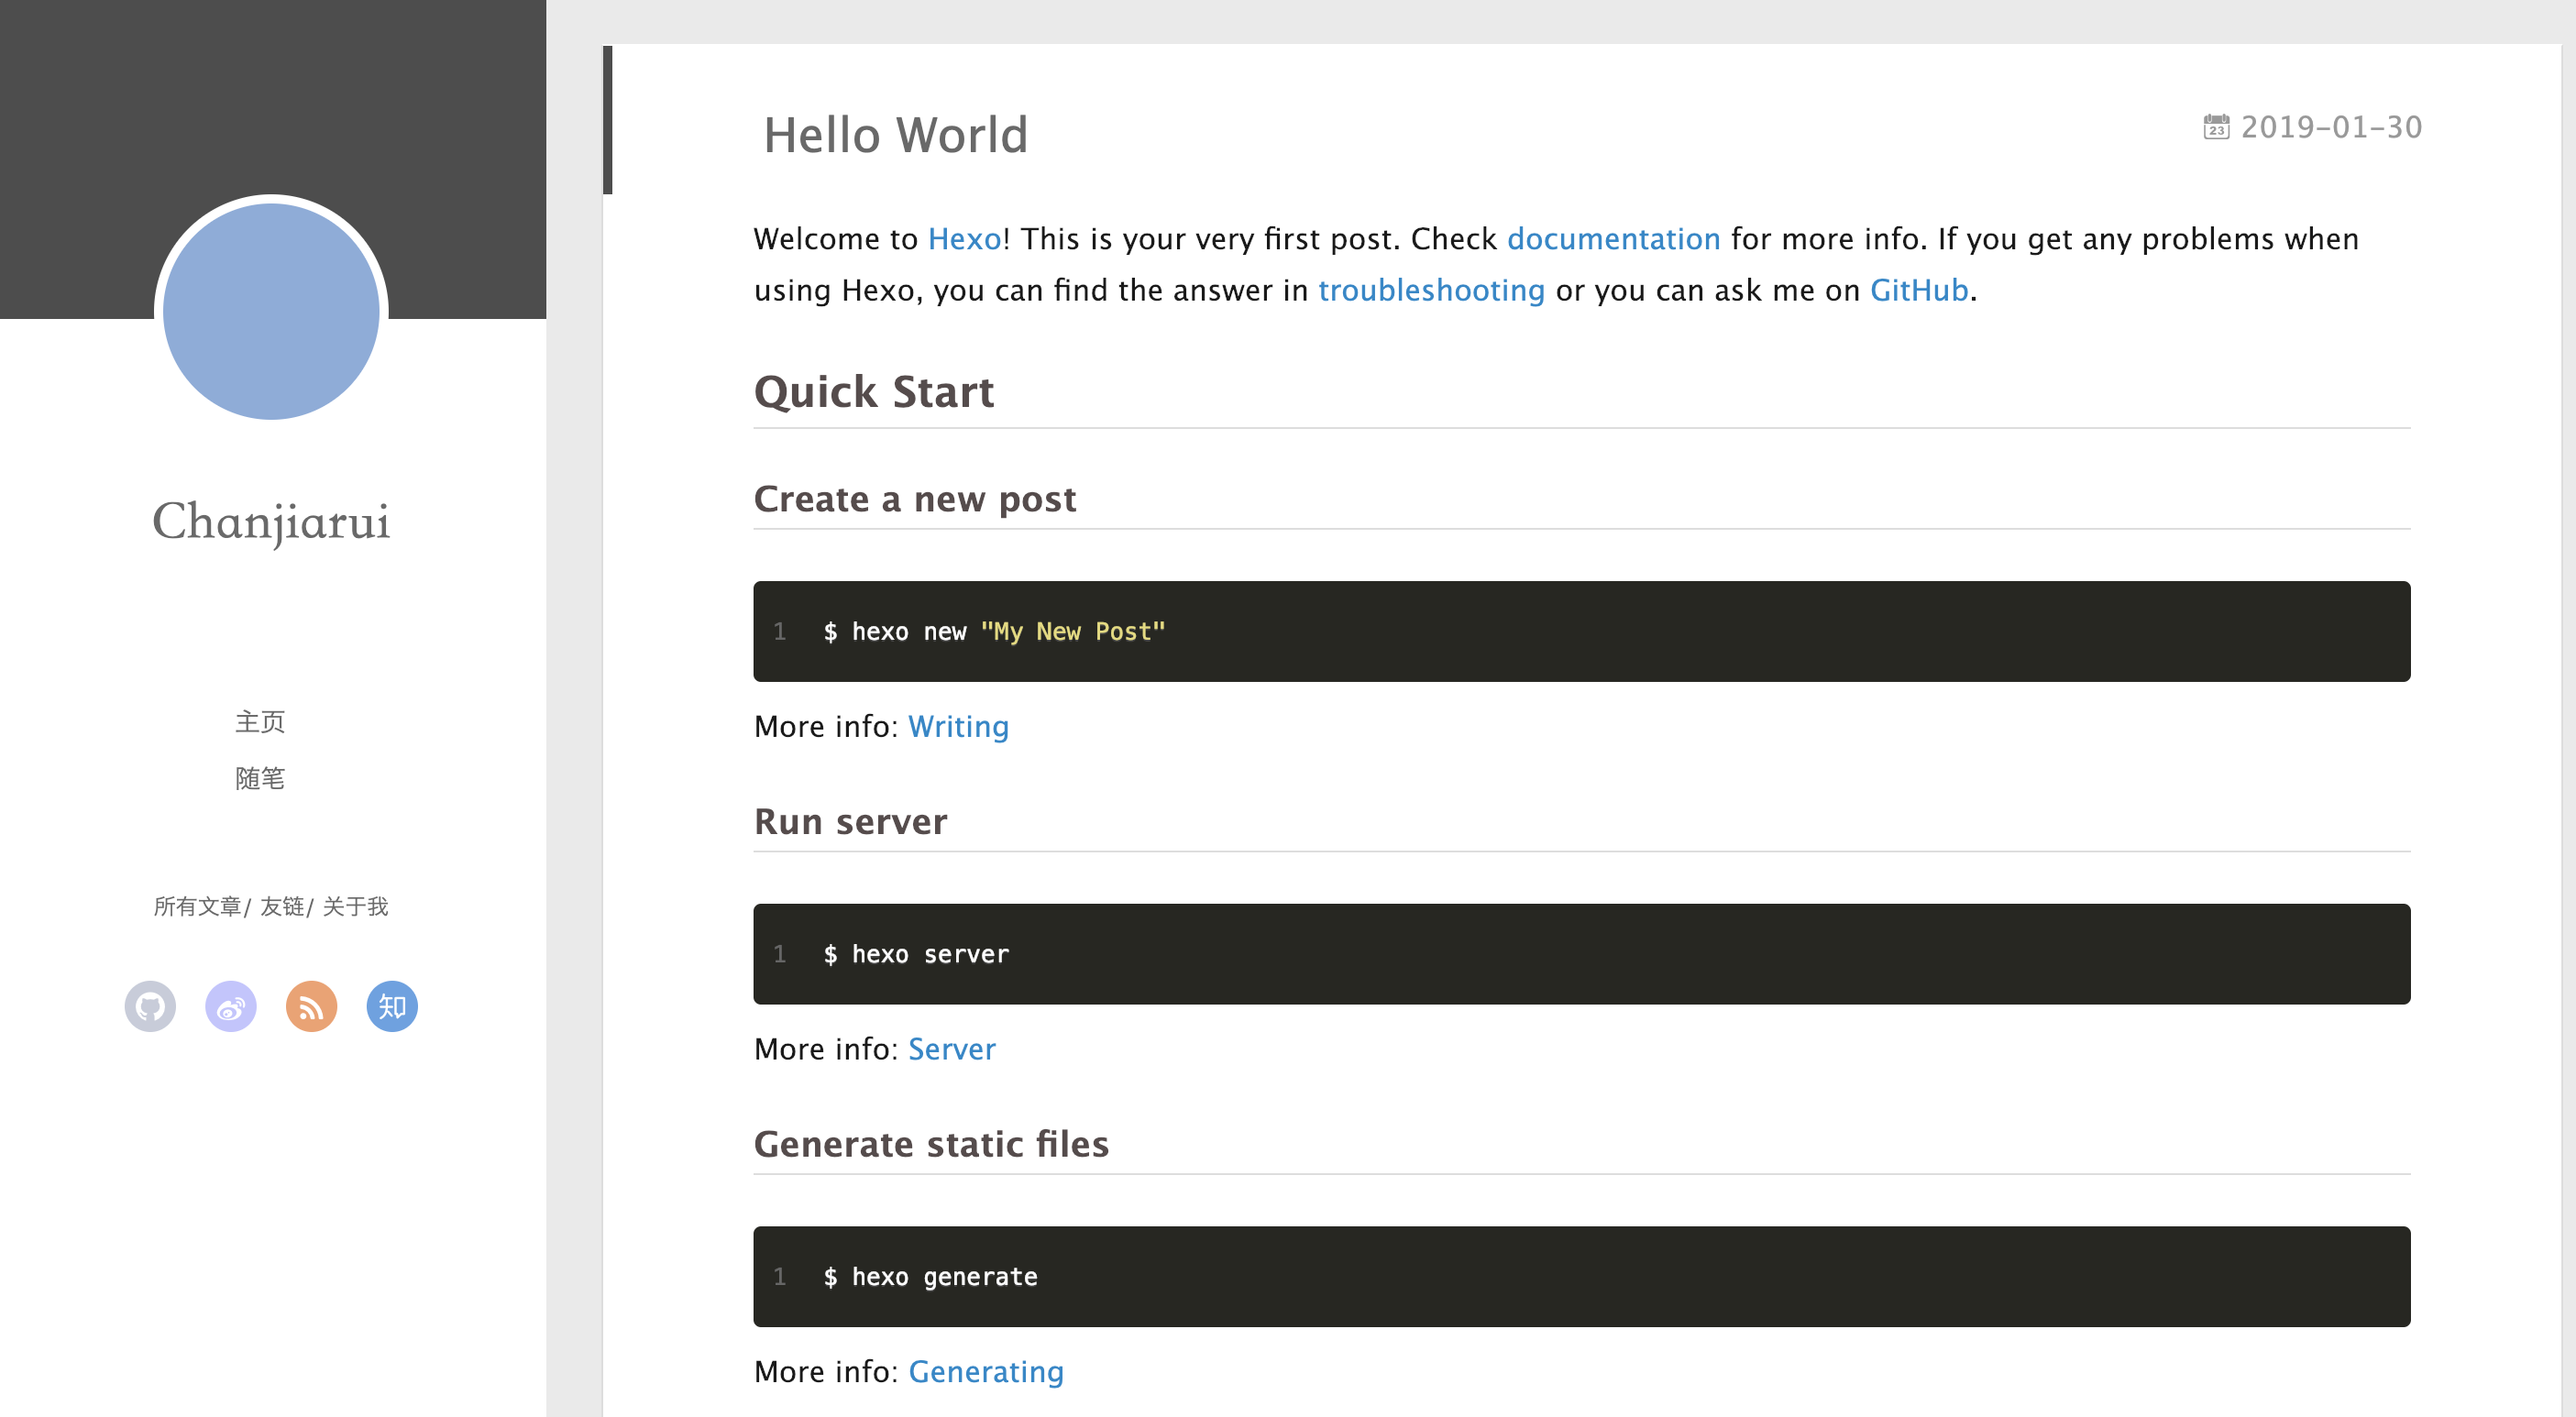 Chanjiarui
主页
随笔
所有文章/ 友链/ 关于我
知
Hello World
23 2019-01-30
Welcome to Hexo! This is your very first post. Check documentation for more info. If you get any problems when
using Hexo, you can find the answer in troubleshooting or you can ask me on GitHub.
Quick Start
Create a new post
1 $ hexo new "My New Post"
More info: Writing
Run server
1 $ hexo server
More info: Server
Generate static files
1 $ hexo generate
More info: Generating